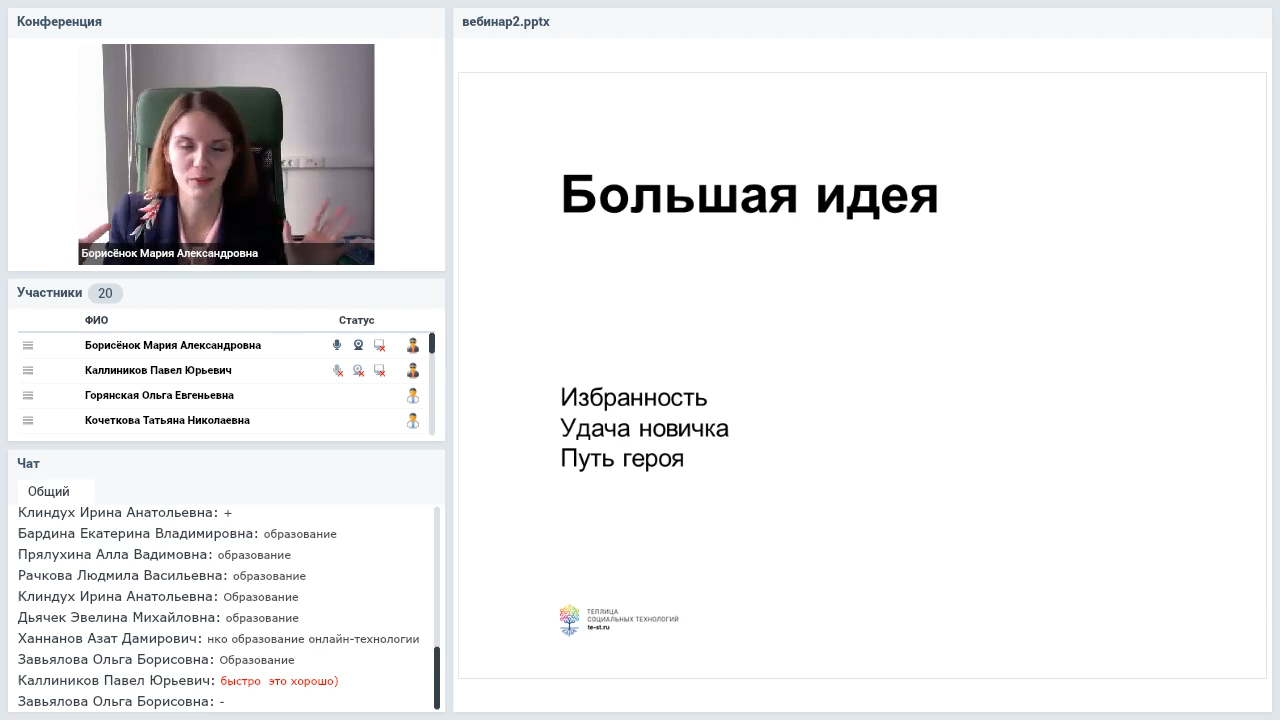 Конференция
Борисёнок Мария Александровна
Участники 20
ФИО Статус
Борисёнок Мария Александровна
Каллиников Павел Юрьевич
Горянская Ольга Евгеньевна
Кочеткова Татьяна Николаевна
Чат
Общий
Клиндух Ирина Анатольевна: +
Бардина Екатерина Владимировна: образование
Прялухина Алла Вадимовна: образование
Рачкова Людмила Васильевна: образование
Клиндух Ирина Анатольевна: Образование
Дьячек Эвелина Михайловна: образование
Ханнанов Азат Дамирович: нко образование онлайн-технологии
Завьялова Ольга Борисовна: Образование
Каллиников Павел Юрьевич: быстро это хорошо)
Завьялова Ольга Борисовна: -
вебинар2.pptx
Большая идея
Избранность
Удача новичка
Путь героя
ТЕПЛИЦА
СОЦИАЛЬНЫХ ТЕХНОЛОГИЙ
te-st.ru